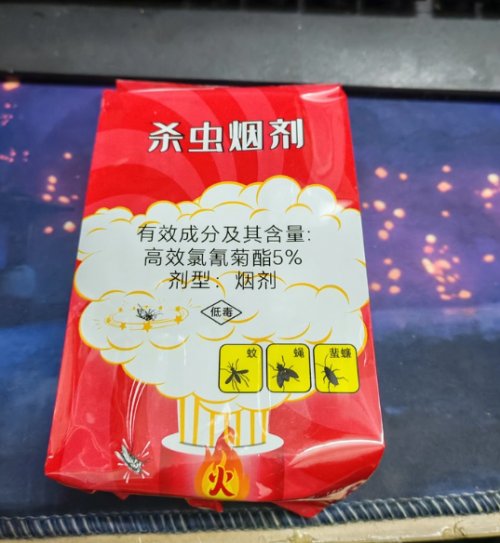 杀虫烟剂
有效成分及其含量:
高效氯氰菊酯5%
剂型:烟剂
低毒
蚊 蝇 蜚蠊
火